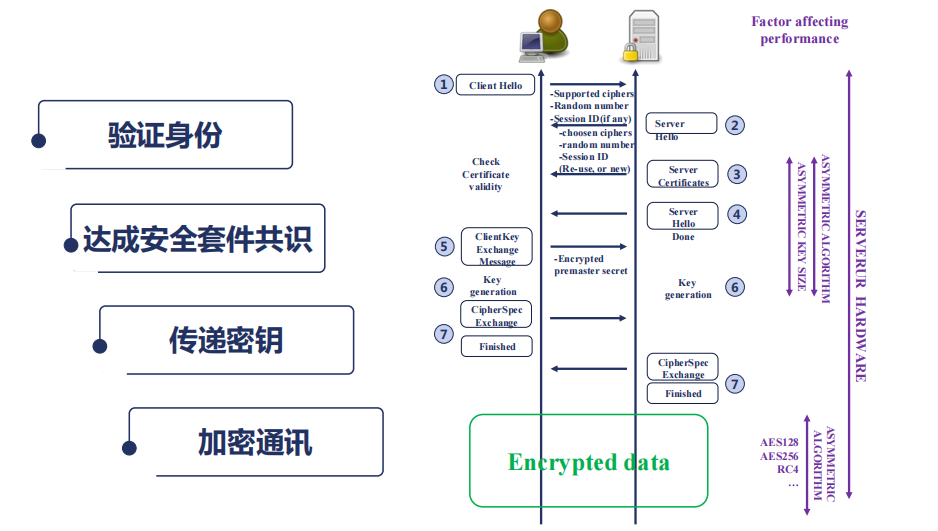 验证身份
达成安全套件共识
传递密钥
加密通讯
Factor affecting
performance
1
Client Hello
-Supported ciphers
-Random number
-Session ID(if any)
Server
Hello
2
-choosen ciphers
-random number
-Session ID
(Re-use, or new)
Check
Certificate
validity
Server
Certificates
3
Server
Hello
Done
4
5
ClientKey
Exchange
Message
-Encrypted
premaster secret
6
Key
generation
Key
generation
6
7
CipherSpec
Exchange
Finished
CipherSpec
Exchange
Finished
7
Encrypted data
ASYMMETRIC KEY SIZE
ASYMMETRIC ALGORITHM
SERVERUR HARDWARE
AES128
AES256
RC4
…
ASYMMETRIC
ALGORITHM